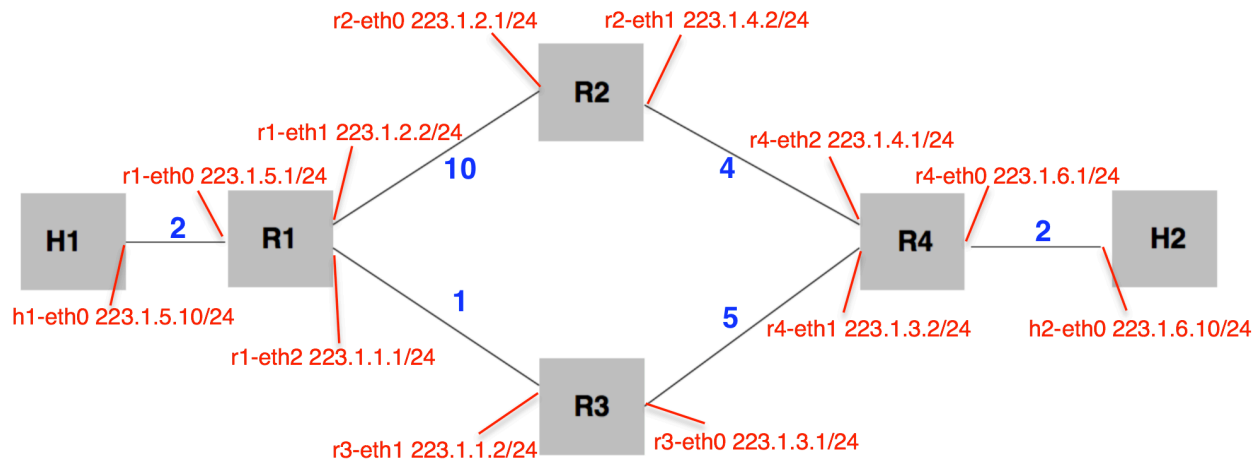 r2-eth0 223.1.2.1/24
r2-eth1 223.1.4.2/24
R2
r1-eth1 223.1.2.2/24
r4-eth2 223.1.4.1/24
10
4
r1-eth0 223.1.5.1/24
r4-eth0 223.1.6.1/24
H1
2
R1
R4
2
H2
h1-eth0 223.1.5.10/24
1
5
r4-eth1 223.1.3.2/24
h2-eth0 223.1.6.10/24
r1-eth2 223.1.1.1/24
R3
r3-eth1 223.1.1.2/24
r3-eth0 223.1.3.1/24